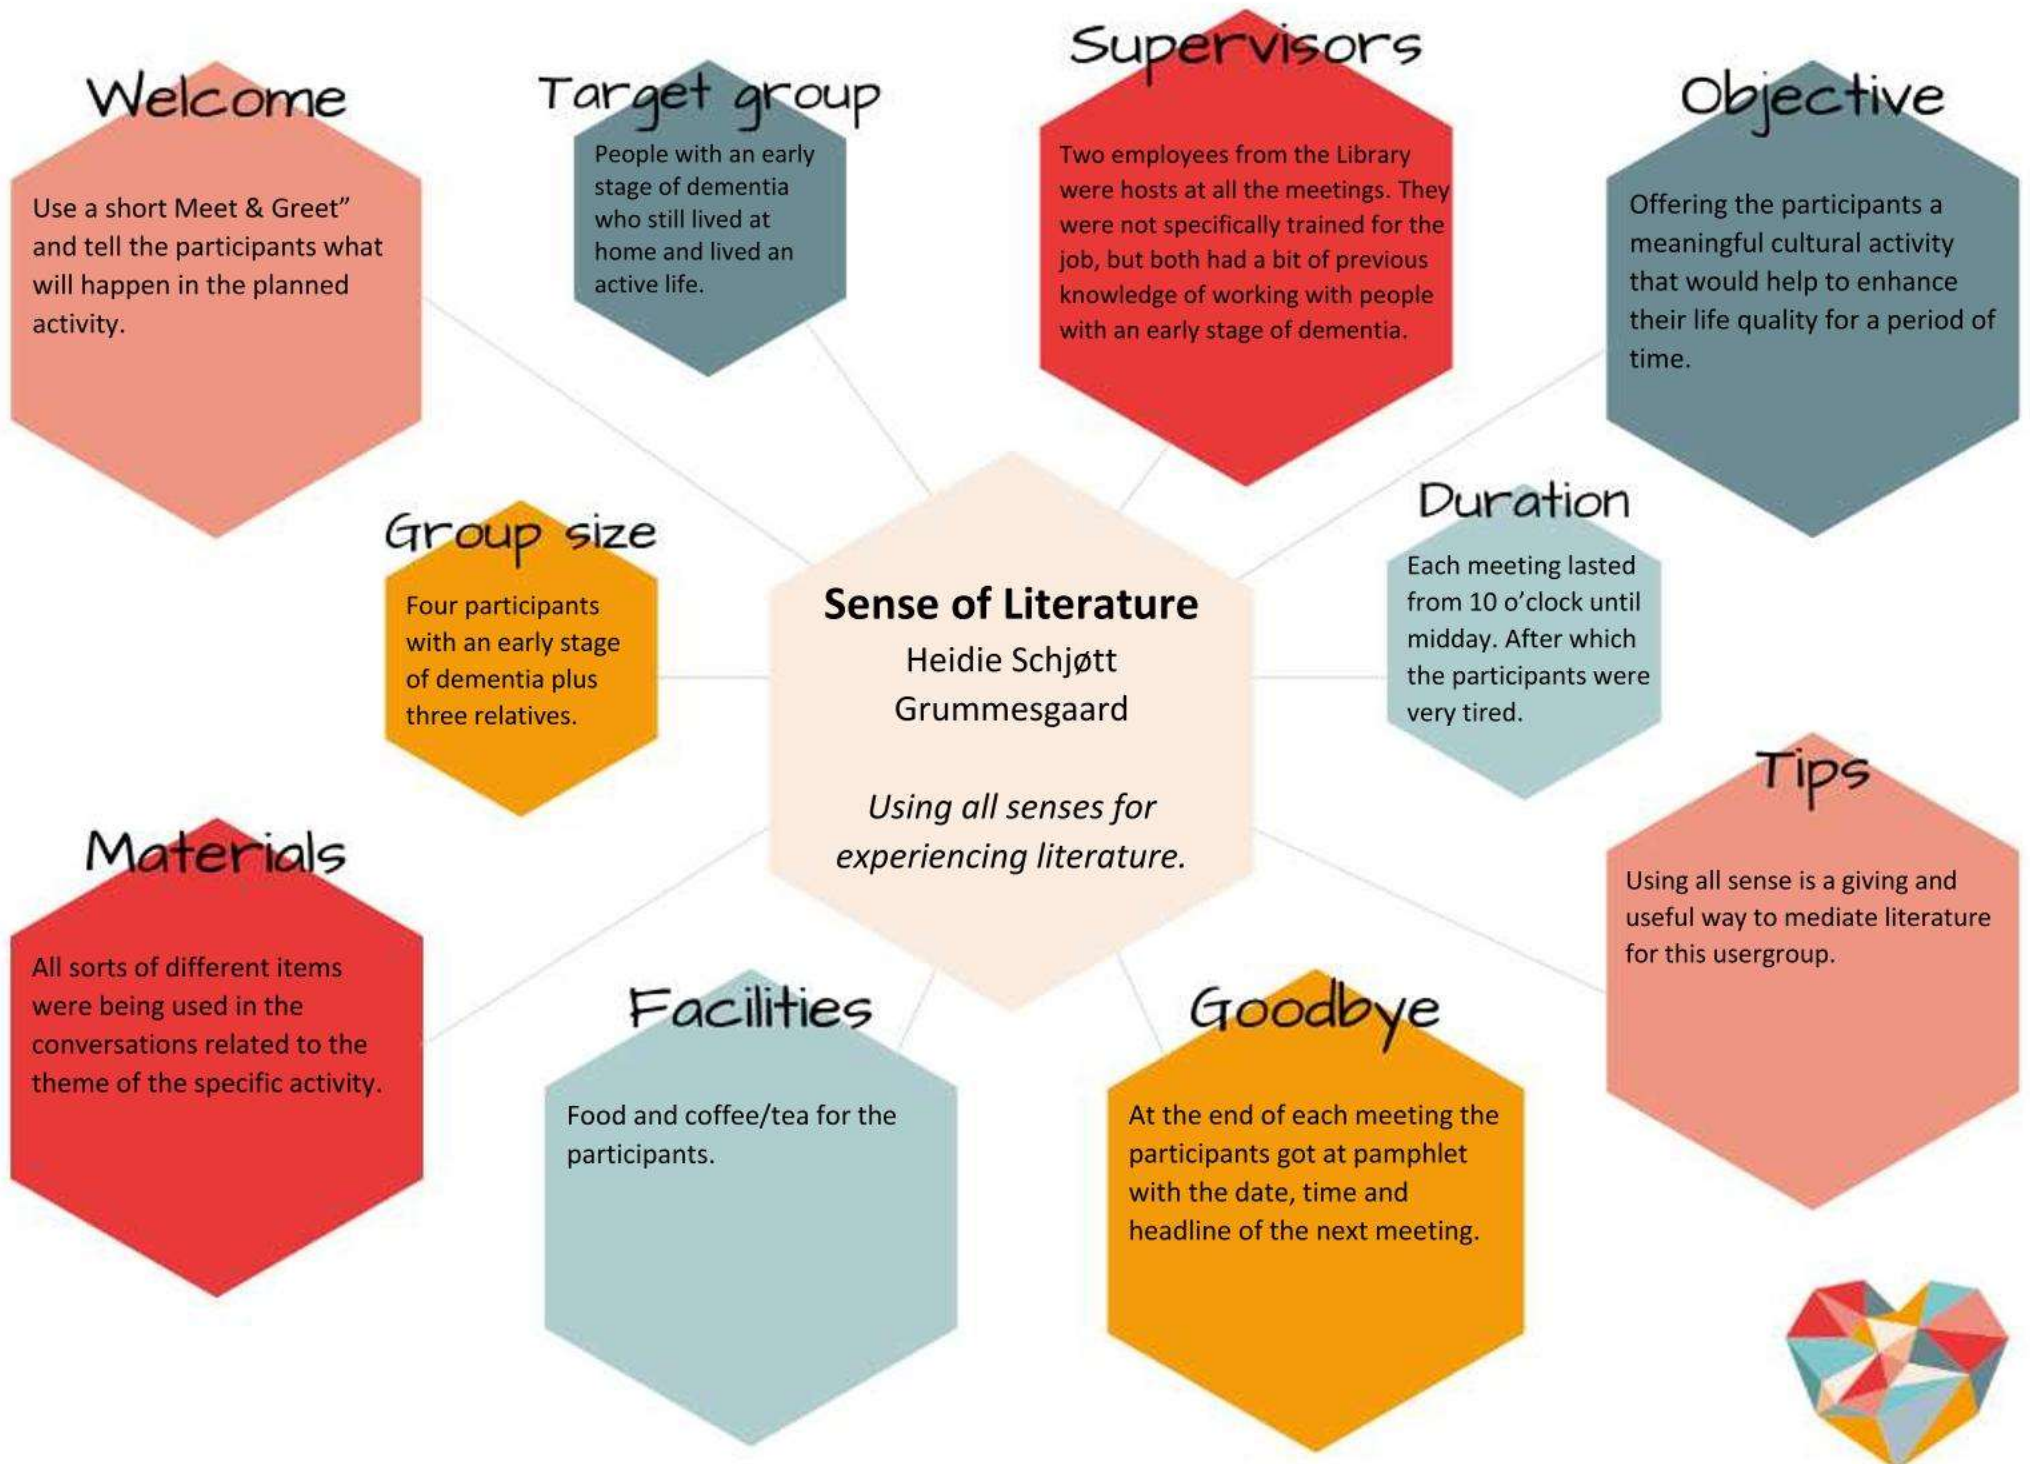 Welcome
Use a short Meet & Greet”
and tell the participants what
will happen in the planned
activity.
Target group
People with an early
stage of dementia
who still lived at
home and lived an
active life.
Supervisors
Two employees from the Library
were hosts at all the meetings. They
were not specifically trained for the
job, but both had a bit of previous
knowledge of working with people
with an early stage of dementia.
Objective
Offering the participants a
meaningful cultural activity
that would help to enhance
their life quality for a period of
time.
Group size
Four participants
with an early stage
of dementia plus
three relatives.
Sense of Literature
Heidie Schjøtt
Grummesgaard
Using all senses for
experiencing literature.
Duration
Each meeting lasted
from 10 o’clock until
midday. After which
the participants were
very tired.
Materials
All sorts of different items
were being used in the
conversations related to the
theme of the specific activity.
Facilities
Food and coffee/tea for the
participants.
Goodbye
At the end of each meeting the
participants got at pamphlet
with the date, time and
headline of the next meeting.
Tips
Using all sense is a giving and
useful way to mediate literature
for this usergroup.